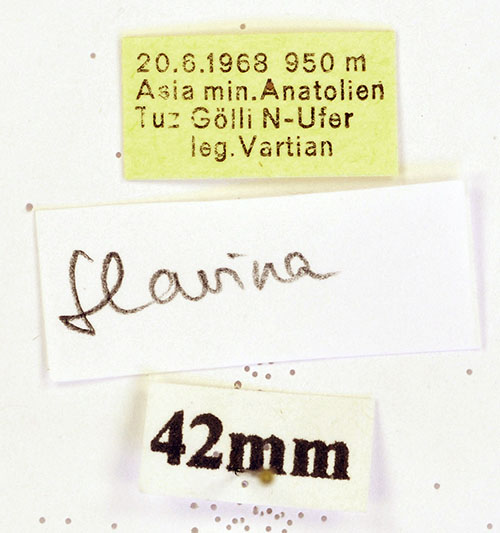 20.6.1968 950 m
Asia min. Anatolien
Tuz Gölli N-Ufer
leg. Vartian
flavina
42mm